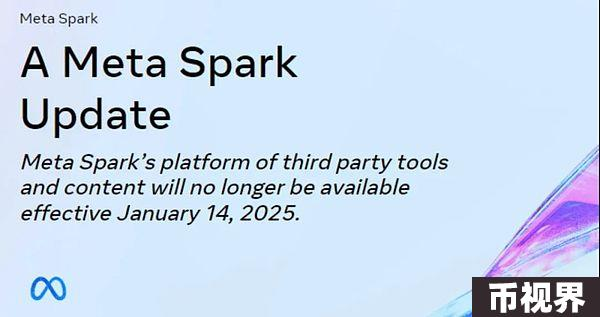 Meta Spark
A Meta Spark
Update
Meta Spark's platform of third party tools
and content will no longer be available
effective January 14, 2025.
币视界